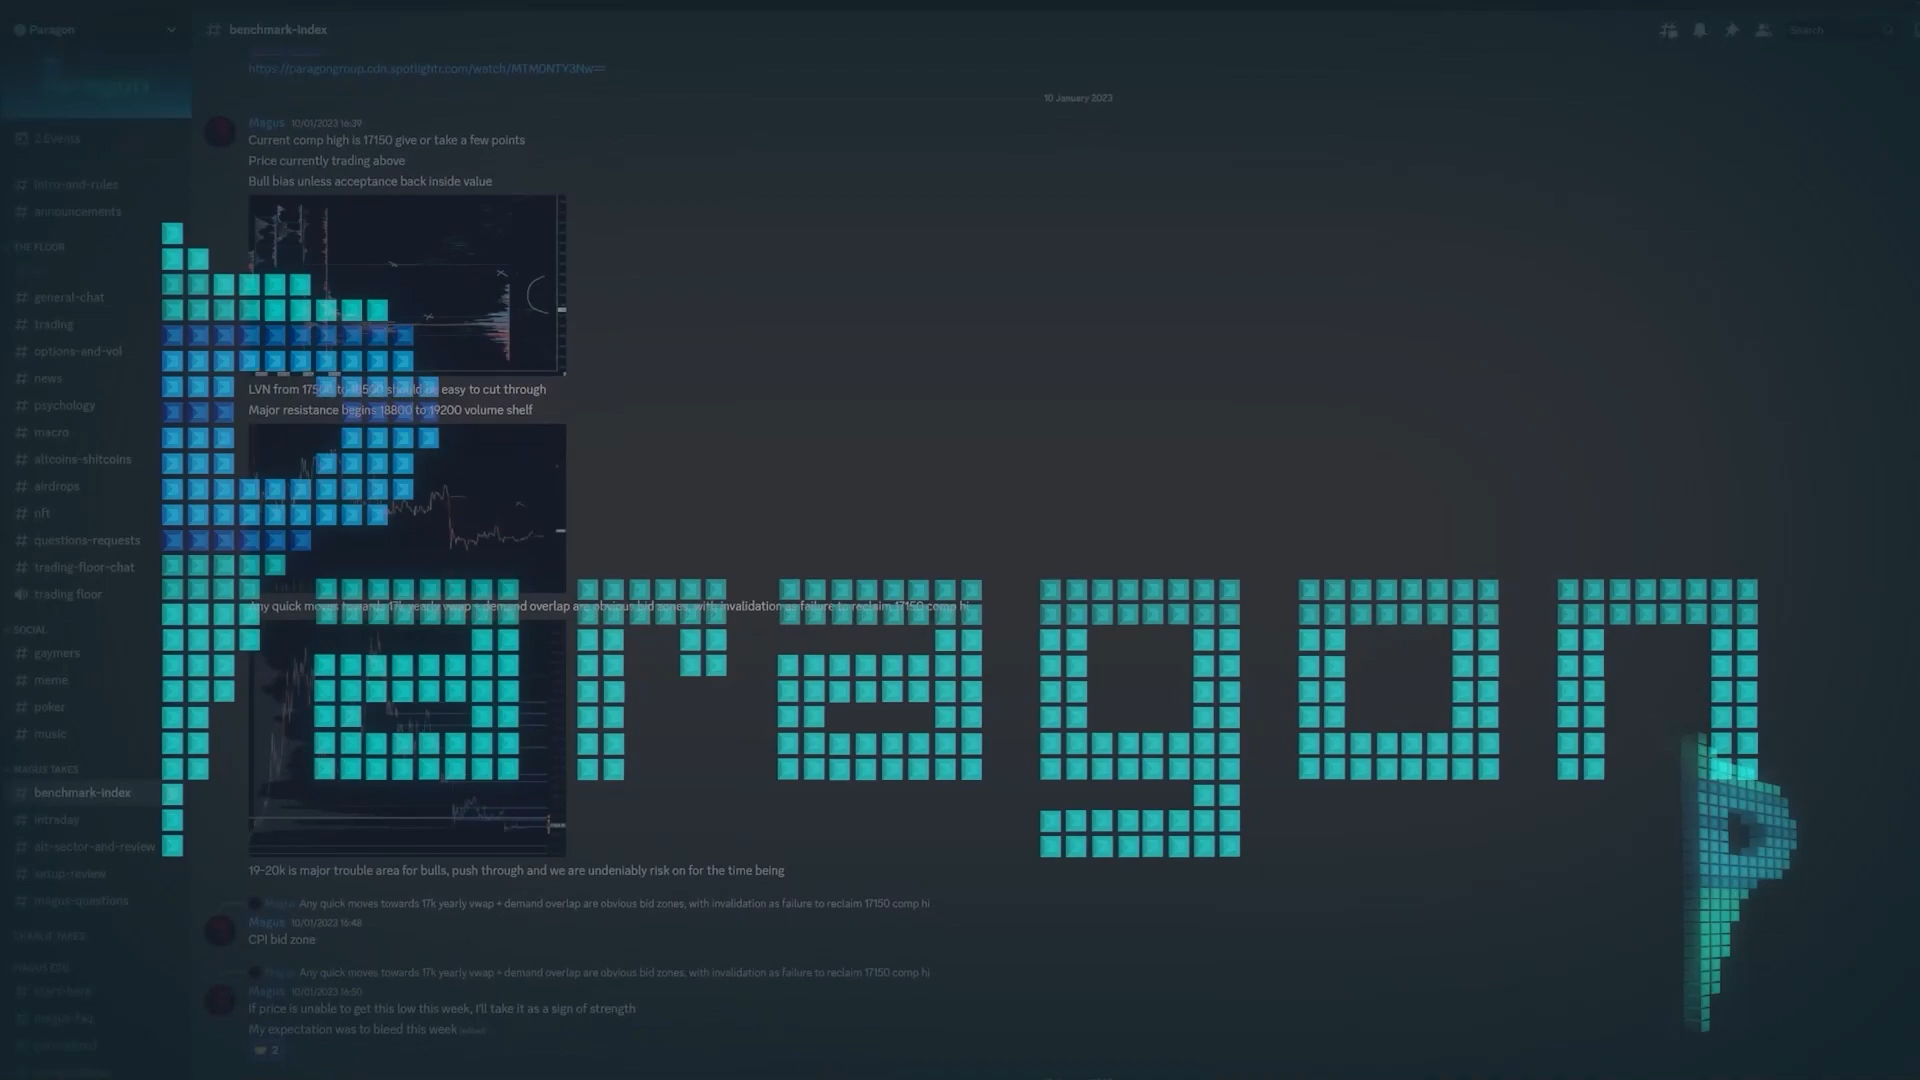 Paragon
2 Events
# intro-and-rules
# announcements
THE FLOOR
# general-chat
# trading
# options-and-vol
# news
# psychology
# macro
# altcoins-shitcoins
# airdrops
# nft
# questions-requests
# trading-floor-chat
trading floor
SOCIAL
# gaymers
# meme
# poker
# music
MAGUS TAKES
# benchmark-index
# intraday
# alt-sector-and-review
# setup-review
# magus-questions
CHARLIE TAKES
# start-here
# benchmark-index
Search
https://paragongroup.cdn.spotlightr.com/watch/MTM0NTY3Nw==
10 January 2023
Magus 10/01/2023 16:39
Current comp high is 17150 give or take a few points
Price currently trading above
Bull bias unless acceptance back inside value
LVN from to should be easy to cut through
Major resistance begins 18800 to 19200 volume shelf
Any quick moves towards 17k yearly vwap + demand overlap are obvious bid zones, with invalidation as failure to reclaim 17150 comp hi
Paragon
19-20k is major trouble area for bulls, push through and we are undeniably risk on for the time being
Magus Any quick moves towards 17k yearly vwap + demand overlap are obvious bid zones, with invalidation as failure to reclaim 17150 comp hi
Magus 10/01/2023 16:48
CPI bid zone
Magus Any quick moves towards 17k yearly vwap + demand overlap are obvious bid zones, with invalidation as failure to reclaim 17150 comp hi
Magus 10/01/2023 16:50
If price is unable to get this low this week, I'll take it as a sign of strength
My expectation was to bleed this week (edited)
2